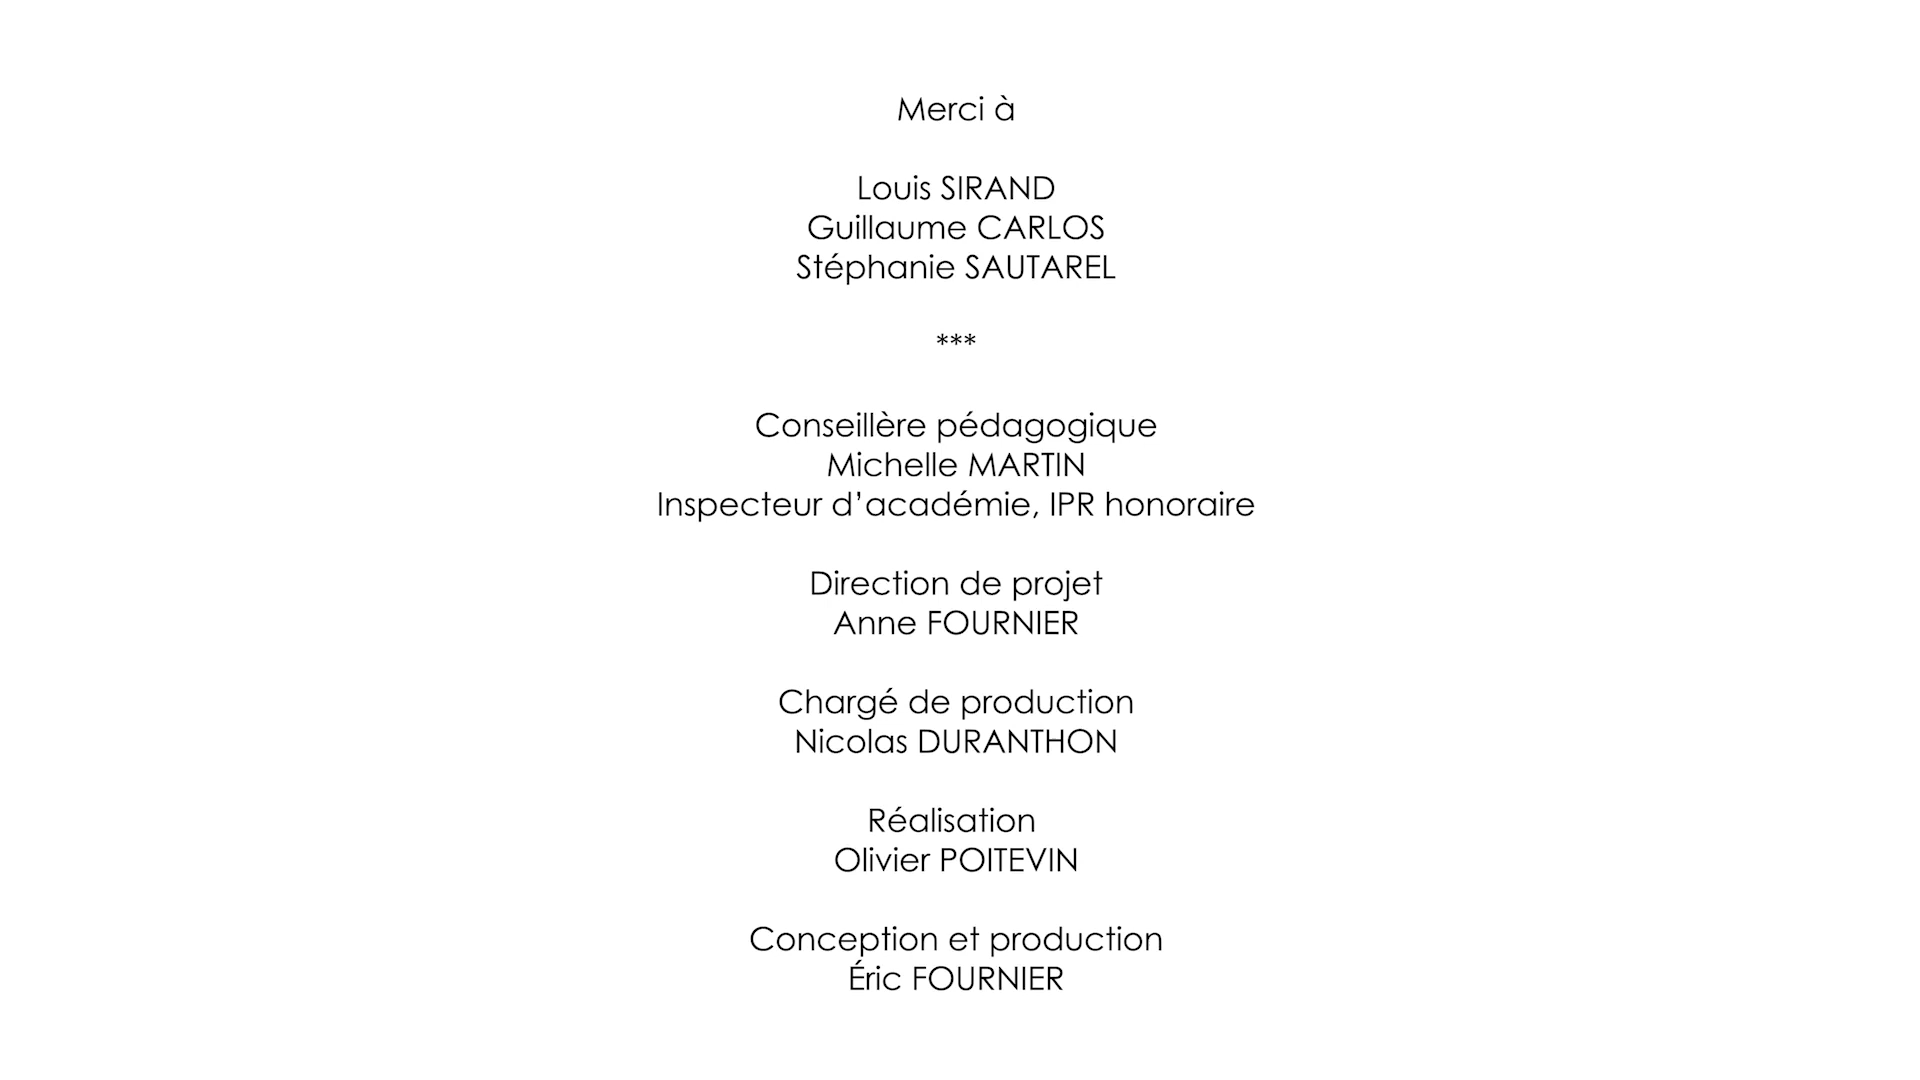 Merci à
Louis SIRAND
Guillaume CARLOS
Stéphanie SAUTAREL
***
Conseillère pédagogique
Michelle MARTIN
Inspecteur d’académie, IPR honoraire
Direction de projet
Anne FOURNIER
Chargé de production
Nicolas DURANTHON
Réalisation
Olivier POITEVIN
Conception et production
Éric FOURNIER